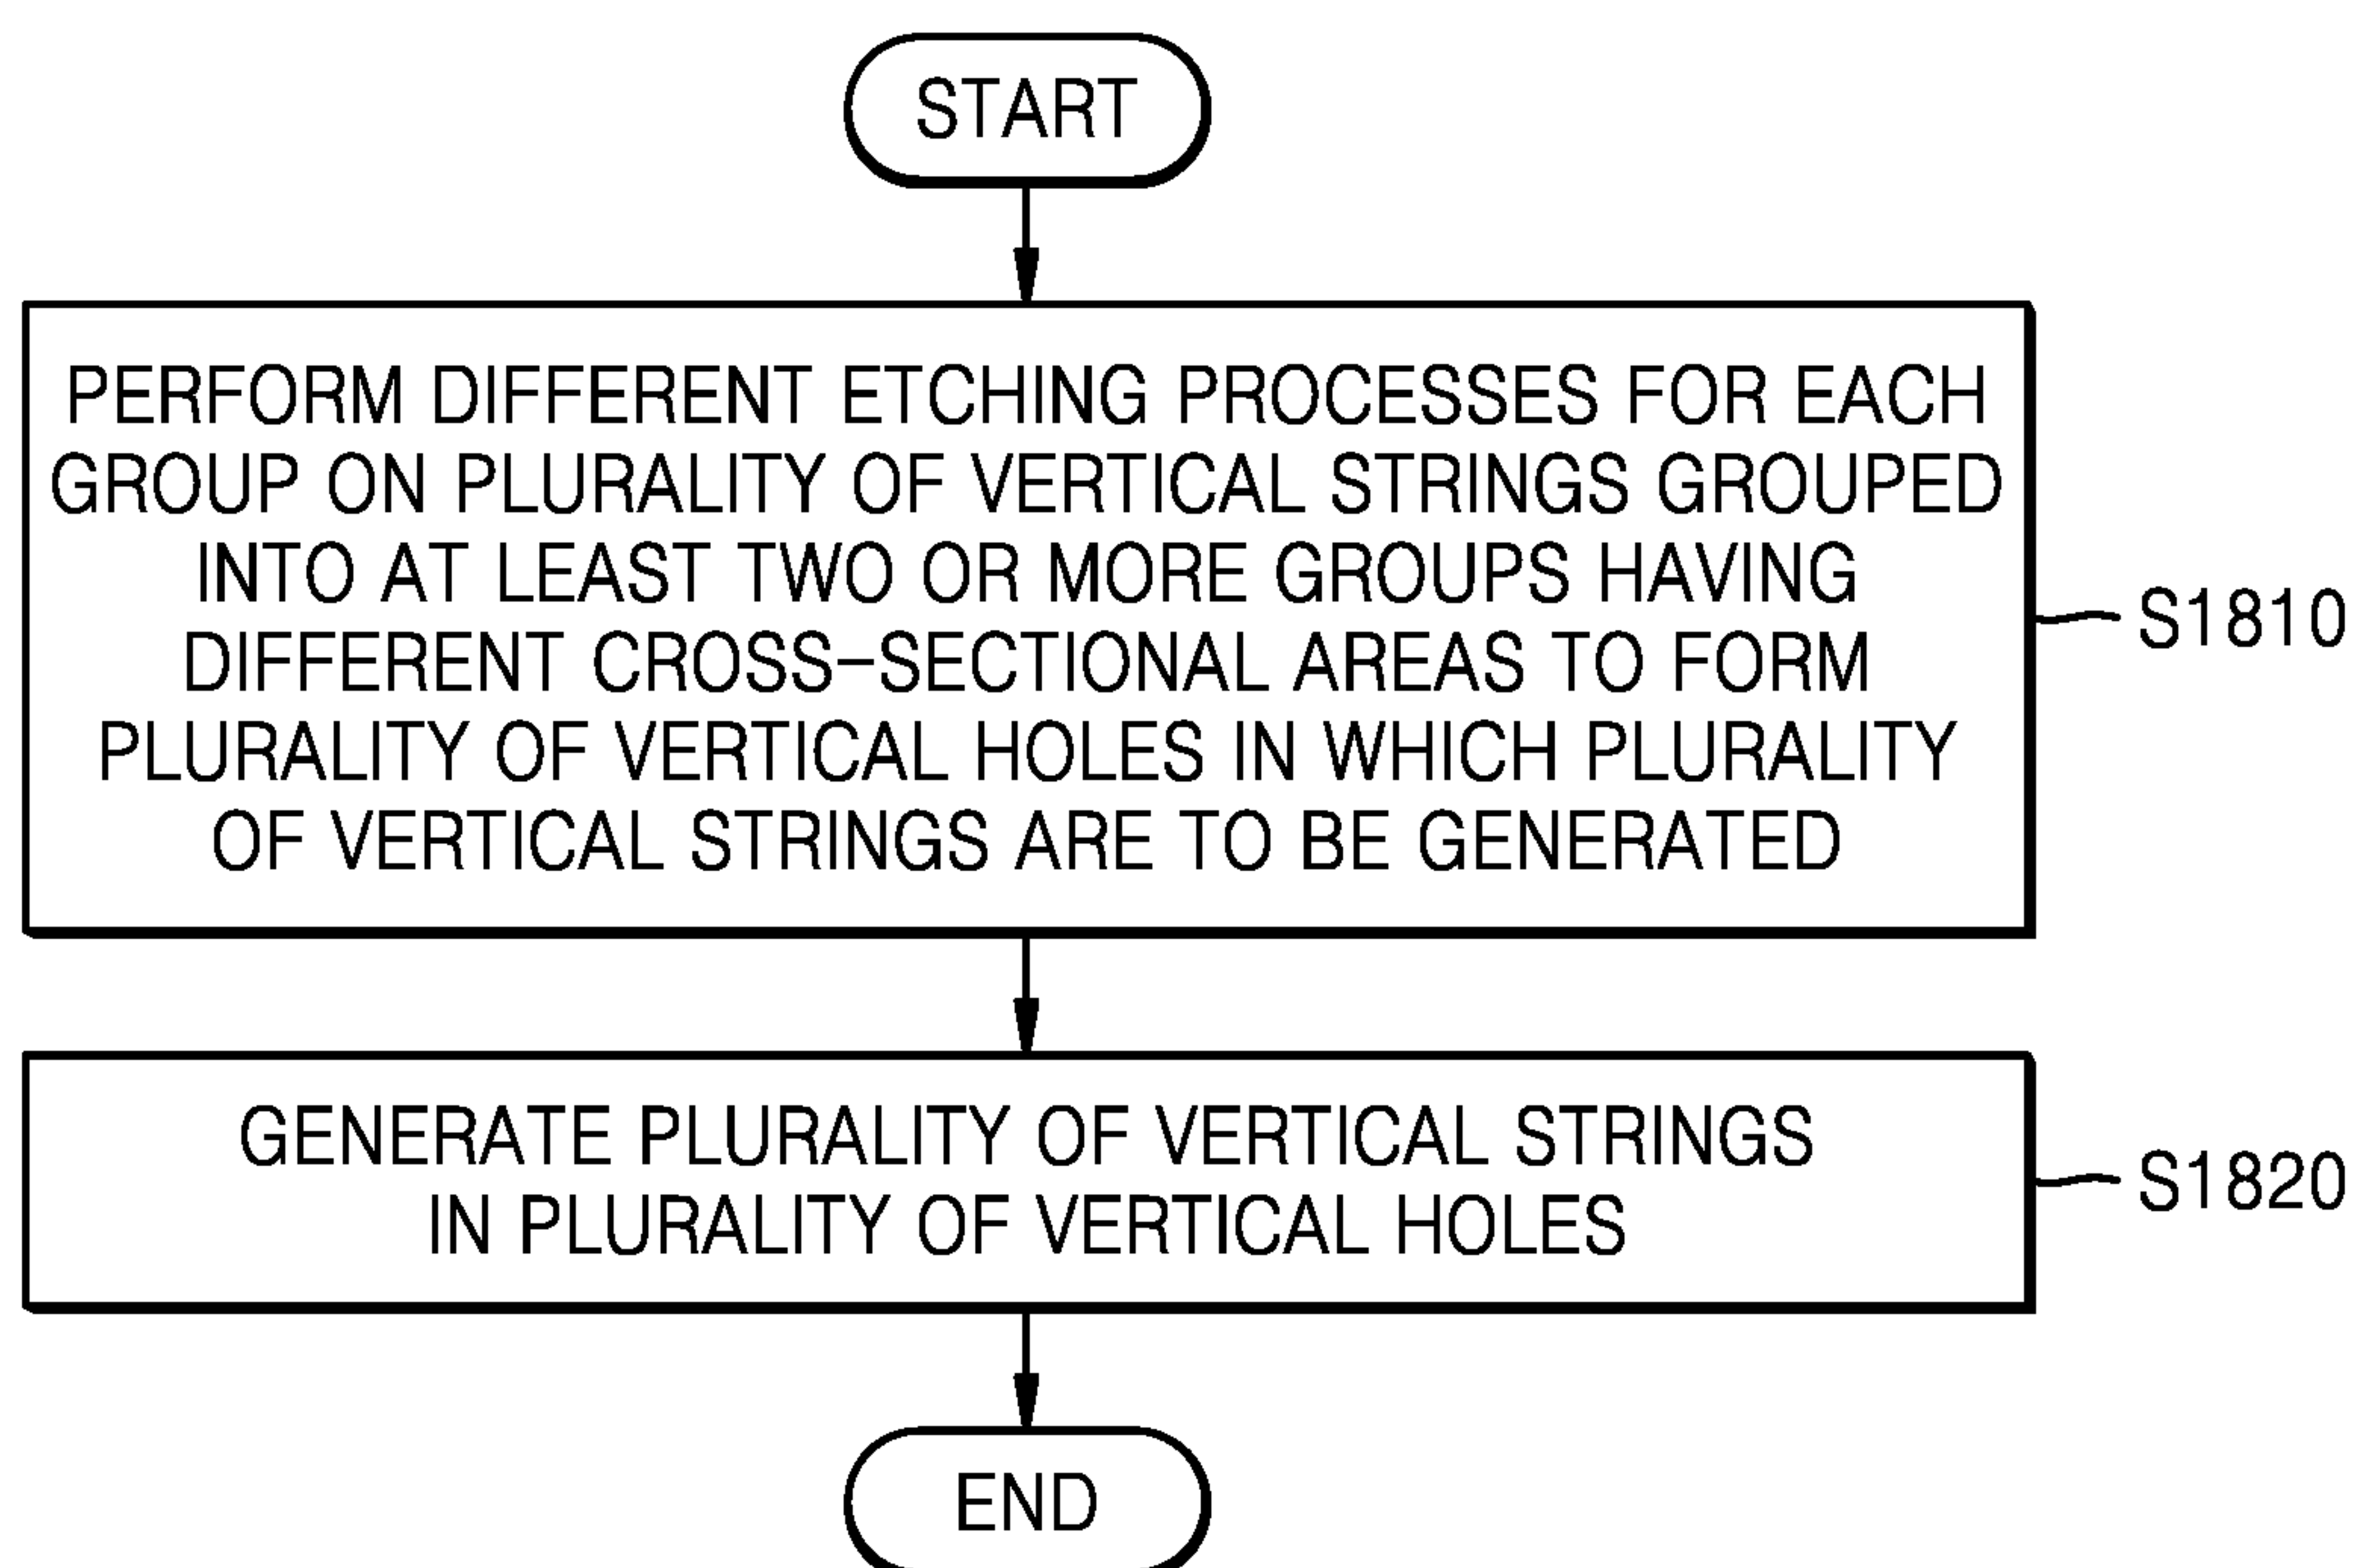 START
PERFORM DIFFERENT ETCHING PROCESSES FOR EACH
GROUP ON PLURALITY OF VERTICAL STRINGS GROUPED
INTO AT LEAST TWO OR MORE GROUPS HAVING
DIFFERENT CROSS-SECTIONAL AREAS TO FORM
PLURALITY OF VERTICAL HOLES IN WHICH PLURALITY
OF VERTICAL STRINGS ARE TO BE GENERATED
S1810
GENERATE PLURALITY OF VERTICAL STRINGS
IN PLURALITY OF VERTICAL HOLES
S1820
END